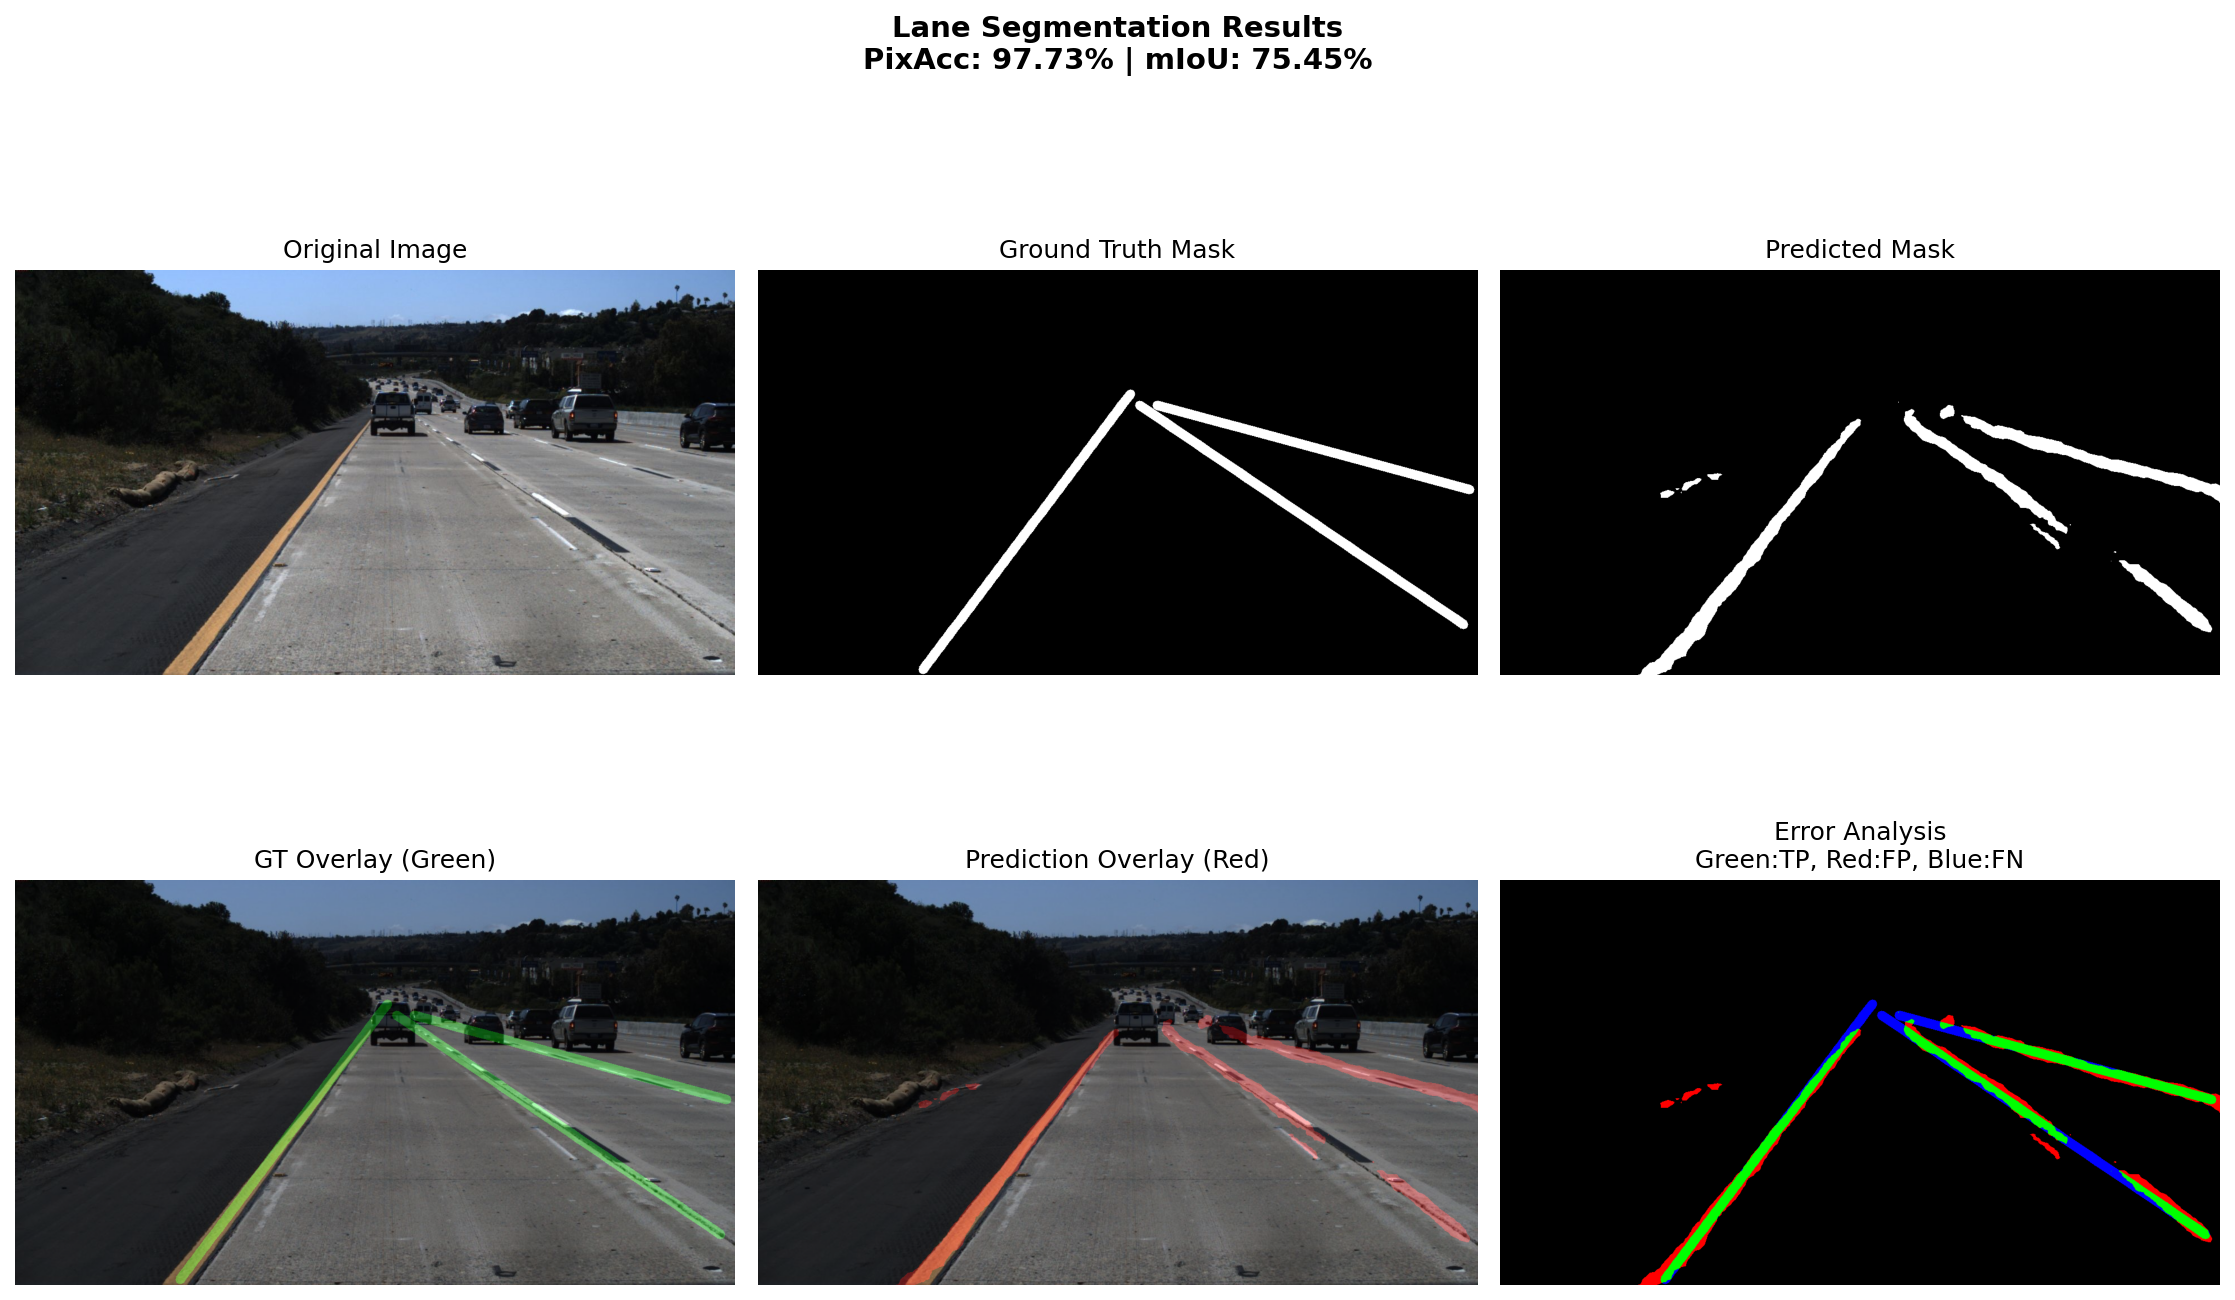 Lane Segmentation Results
PixAcc: 97.73% | mIoU: 75.45%
Original Image
Ground Truth Mask
Predicted Mask
GT Overlay (Green)
Prediction Overlay (Red)
Error Analysis
Green:TP, Red:FP, Blue:FN